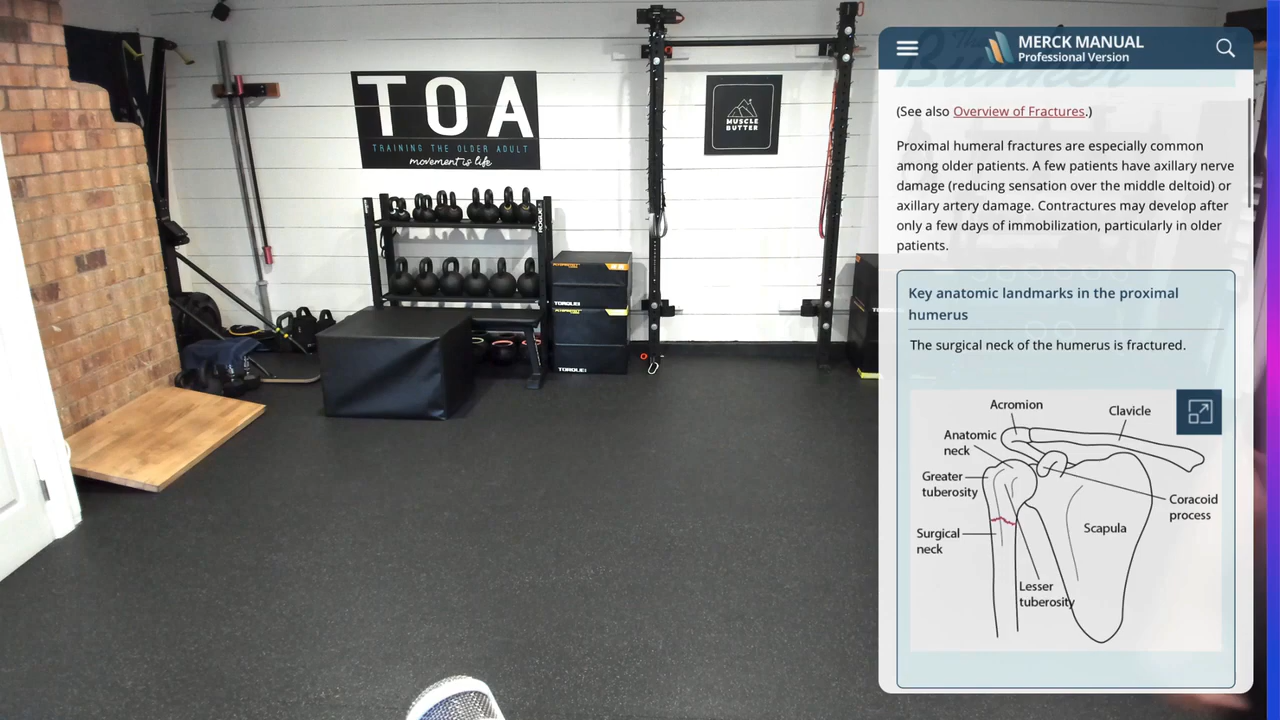 TOA
TRAINING THE OLDER ADULT
movement is life
MUSCLE
BUTTER
ROGUE
TORQUE
TORQUE
MERCK MANUAL
Professional Version
(See also Overview of Fractures.)
Proximal humeral fractures are especially common
among older patients. A few patients have axillary nerve
damage (reducing sensation over the middle deltoid) or
axillary artery damage. Contractures may develop after
only a few days of immobilization, particularly in older
patients.
Key anatomic landmarks in the proximal
humerus
The surgical neck of the humerus is fractured.
Acromion
Clavicle
Anatomic
neck
Greater
tuberosity
Coracoid
process
Scapula
Surgical
neck
Lesser
tuberosity